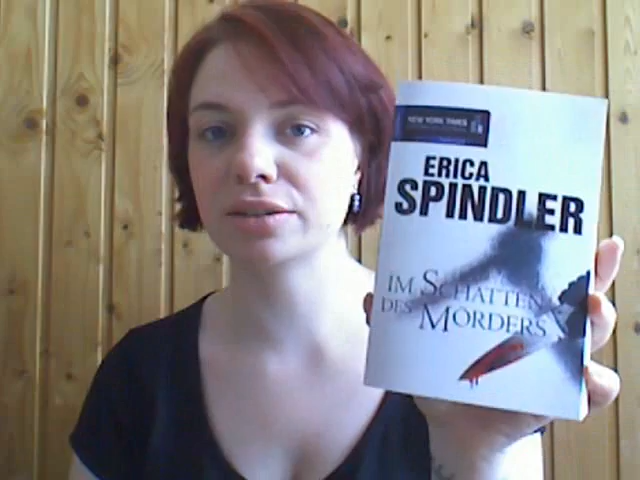 NEW YORK TIMES
ERICA
SPINDLER
IM SCHATTEN
DES MÖRDERS